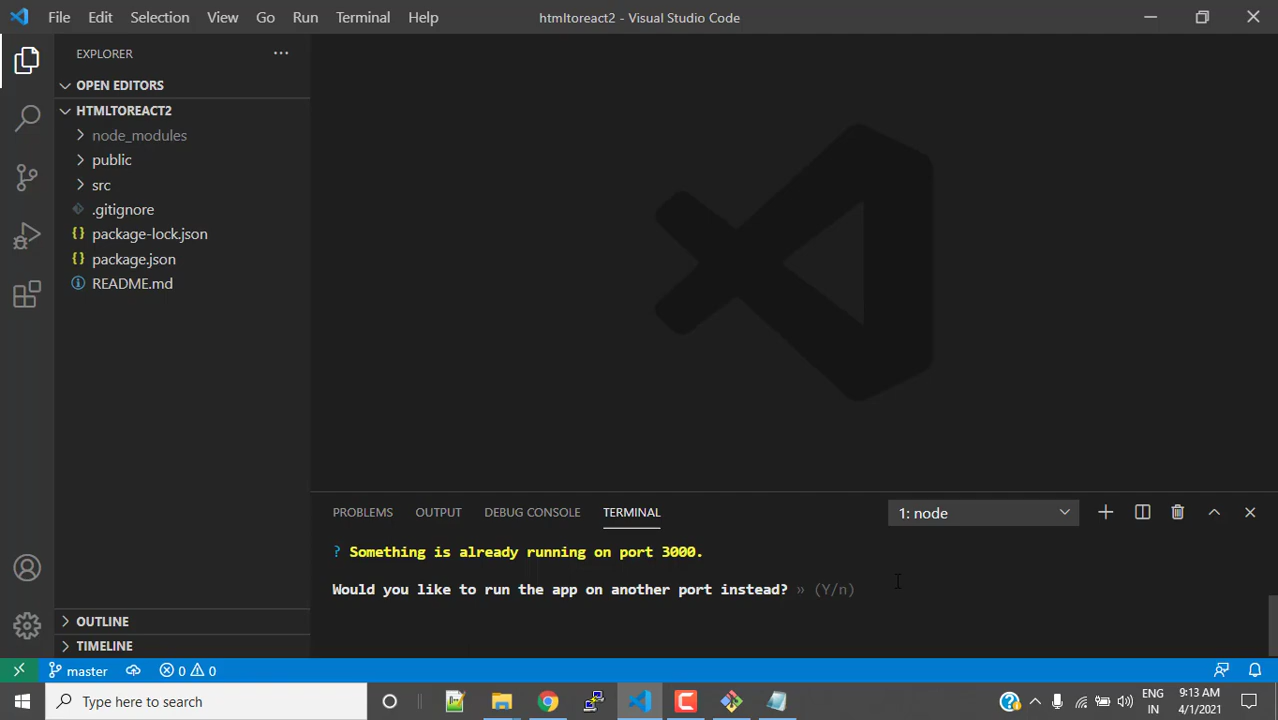 File Edit Selection View Go Run Terminal Help
htmltoreact2 - Visual Studio Code
EXPLORER
OPEN EDITORS
HTMLTOREACT2
node_modules
public
src
.gitignore
package-lock.json
package.json
README.md
OUTLINE
TIMELINE
PROBLEMS OUTPUT DEBUG CONSOLE TERMINAL
1: node
? Something is already running on port 3000.
Would you like to run the app on another port instead? » (Y/n)
master 0 0
Type here to search
ENG
IN
9:13 AM
4/1/2021